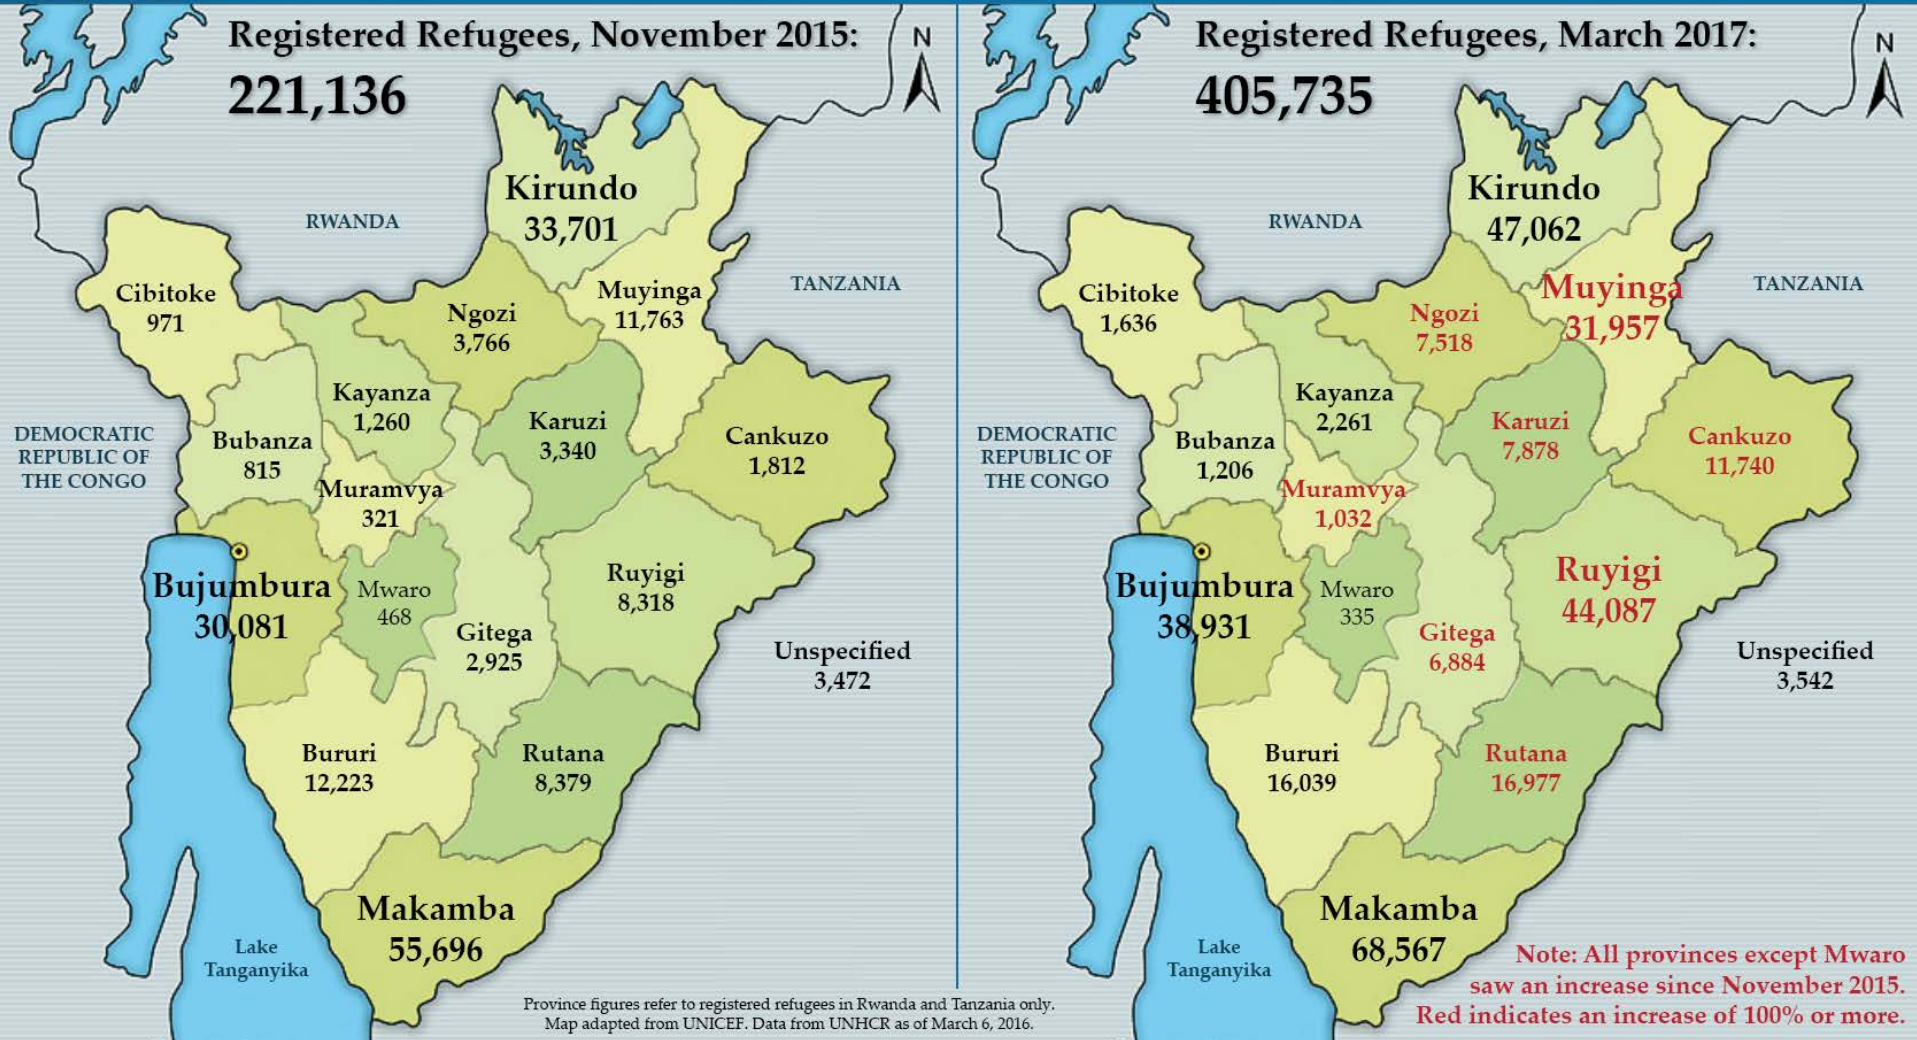 Registered Refugees, November 2015:
221,136
N
RWANDA
TANZANIA
DEMOCRATIC
REPUBLIC OF
THE CONGO
Kirundo
33,701
Cibitoke
971
Ngozi
3,766
Muyinga
11,763
Kayanza
1,260
Karuzi
3,340
Cankuzo
1,812
Bubanza
815
Muramvya
321
Bujumbura
30,081
Mwaro
468
Ruyigi
8,318
Gitega
2,925
Unspecified
3,472
Bururi
12,223
Rutana
8,379
Makamba
55,696
Lake
Tanganyika
Province figures refer to registered refugees in Rwanda and Tanzania only.
Map adapted from UNICEF. Data from UNHCR as of March 6, 2016.
Registered Refugees, March 2017:
405,735
N
RWANDA
TANZANIA
DEMOCRATIC
REPUBLIC OF
THE CONGO
Kirundo
47,062
Cibitoke
1,636
Ngozi
7,518
Muyinga
31,957
Kayanza
2,261
Karuzi
7,878
Cankuzo
11,740
Bubanza
1,206
Muramvya
1,032
Bujumbura
38,931
Mwaro
335
Ruyigi
44,087
Gitega
6,884
Unspecified
3,542
Bururi
16,039
Rutana
16,977
Makamba
68,567
Lake
Tanganyika
Note: All provinces except Mwaro
saw an increase since November 2015.
Red indicates an increase of 100% or more.